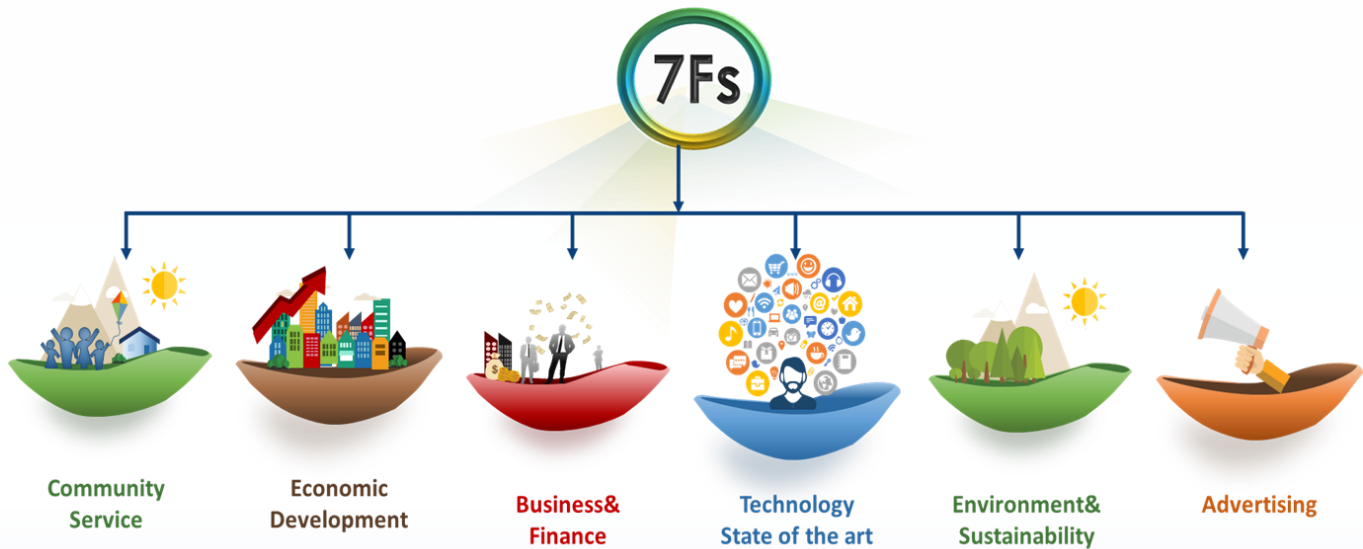 7Fs
Community
Service
Economic
Development
Business&
Finance
Technology
State of the art
Environment&
Sustainability
Advertising